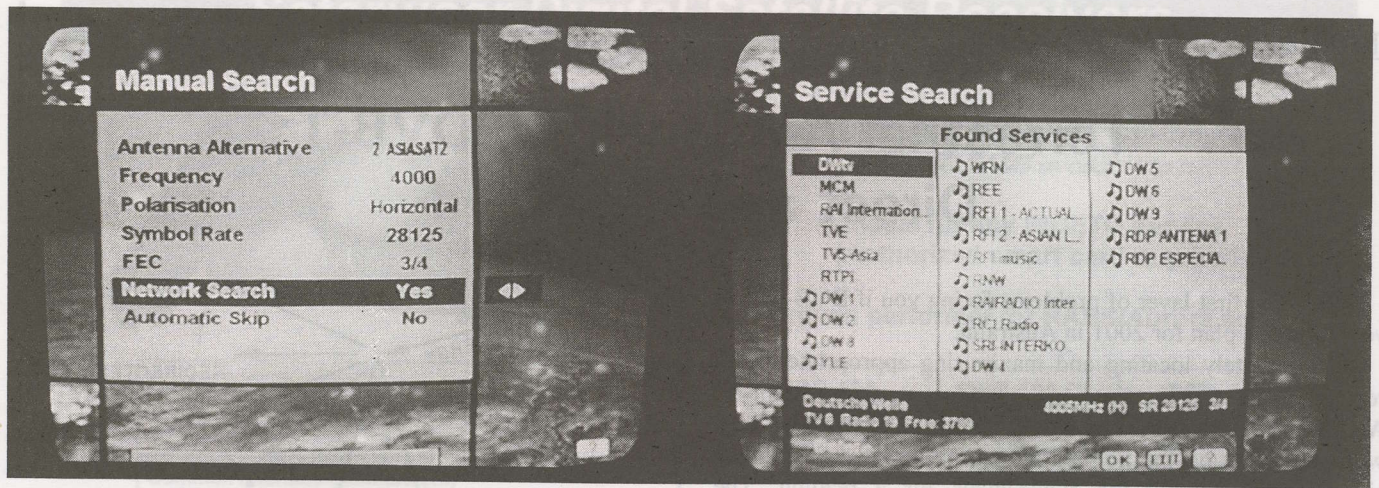 Manual Search
Antenna Alternative 2 ASIASAT2
Frequency 4000
Polarisation Horizontal
Symbol Rate 28125
FEC 3/4
Network Search Yes
Automatic Skip No
?
Service Search
Found Services
DWtv
MCM
RAI Internation..
TVE
TV5-Asia
RTPi
DW 1
DW 2
DW 3
YLE
WRN
REE
RFI 1 - ACTUAL..
RFI 2 - ASIAN L..
RFI music
RNW
RAIRADIO Inter
RCI Radio
SRI-INTERKO..
DW 4
DW 5
DW 6
DW 9
RDP ANTENA 1
RDP ESPECIA..
Deutsche Welle 4005MHz (H) SR 28125 3/4
TV 6 Radio 19 Free: 3789
OK EXIT ?